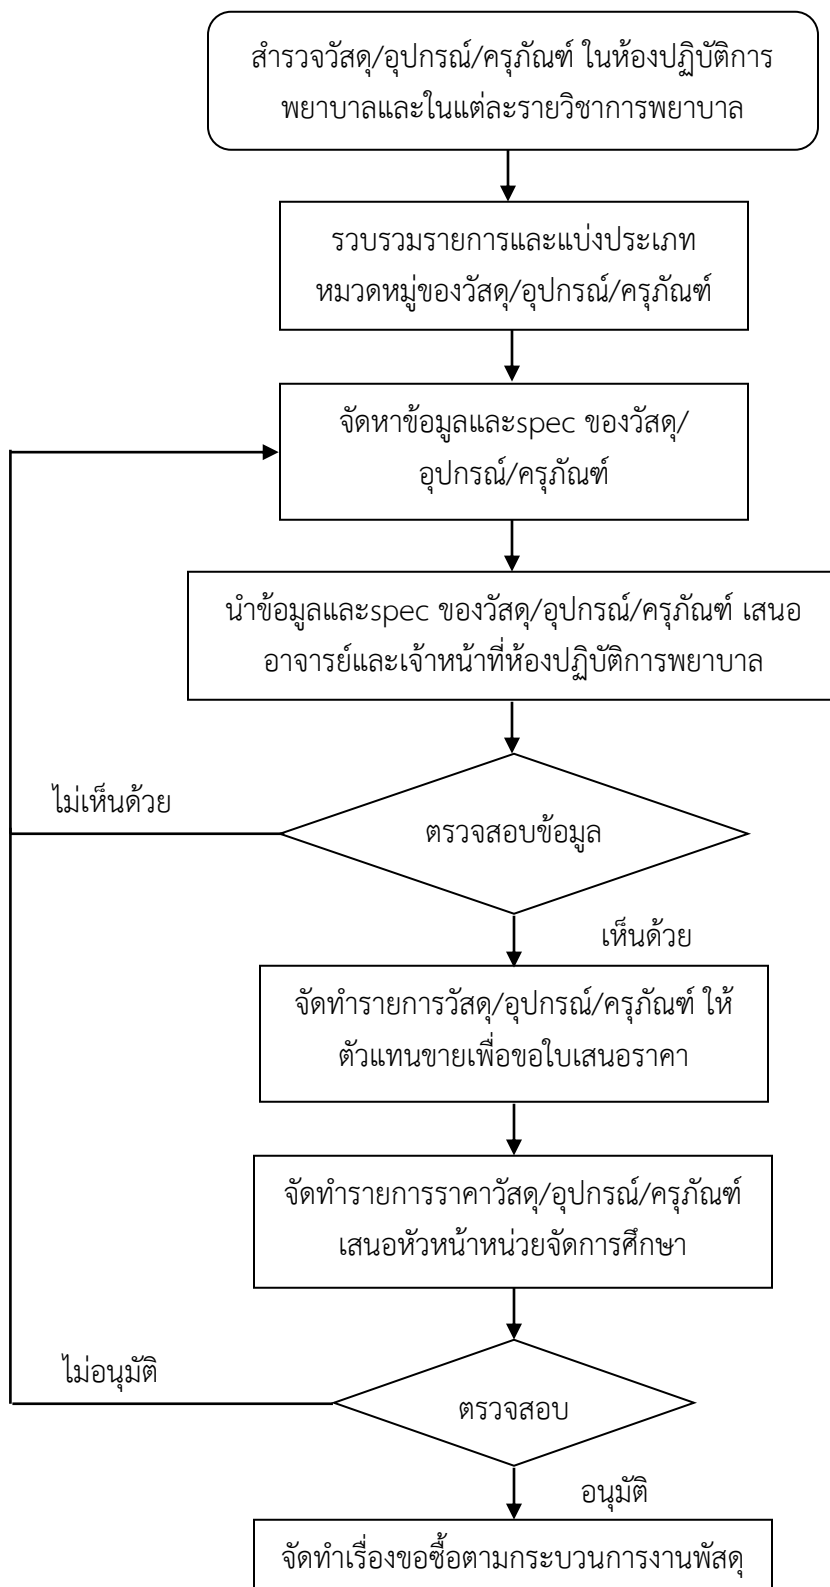 สำรวจวัสดุ/อุปกรณ์/ครุภัณฑ์ ในห้องปฏิบัติการ
พยาบาลและในแต่ละรายวิชาการพยาบาล
รวบรวมรายการและแบ่งประเภท
หมวดหมู่ของวัสดุ/อุปกรณ์/ครุภัณฑ์
จัดหาข้อมูลและspec ของวัสดุ/
อุปกรณ์/ครุภัณฑ์
นำข้อมูลและspec ของวัสดุ/อุปกรณ์/ครุภัณฑ์ เสนอ
อาจารย์และเจ้าหน้าที่ห้องปฏิบัติการพยาบาล
ไม่เห็นด้วย
ตรวจสอบข้อมูล
เห็นด้วย
จัดทำรายการวัสดุ/อุปกรณ์/ครุภัณฑ์ ให้
ตัวแทนขายเพื่อขอใบเสนอราคา
จัดทำรายการราคาวัสดุ/อุปกรณ์/ครุภัณฑ์
เสนอหัวหน้าหน่วยจัดการศึกษา
ไม่อนุมัติ
ตรวจสอบ
อนุมัติ
จัดทำเรื่องขอซื้อตามกระบวนการงานพัสดุ